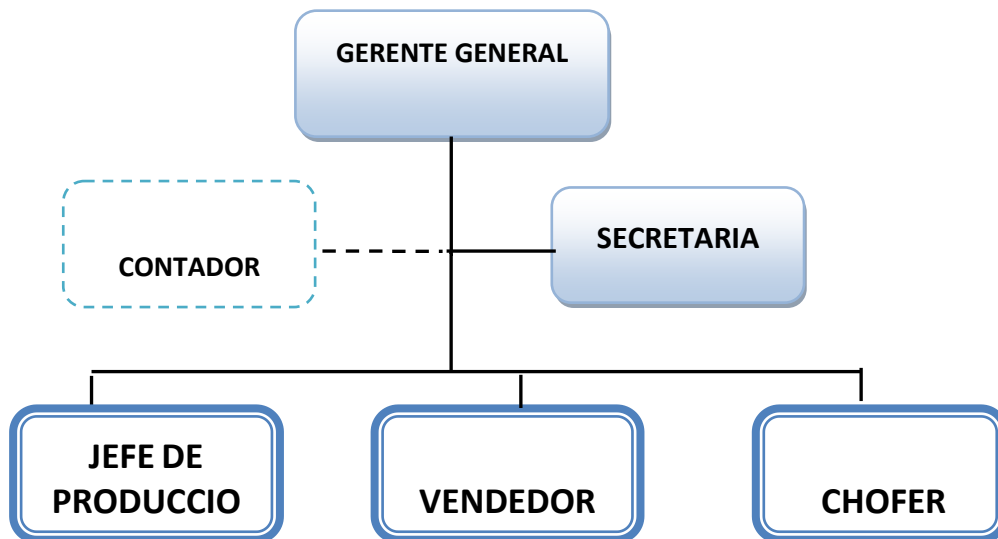 GERENTE GENERAL
CONTADOR
SECRETARIA
JEFE DE
PRODUCCIO
VENDEDOR
CHOFER